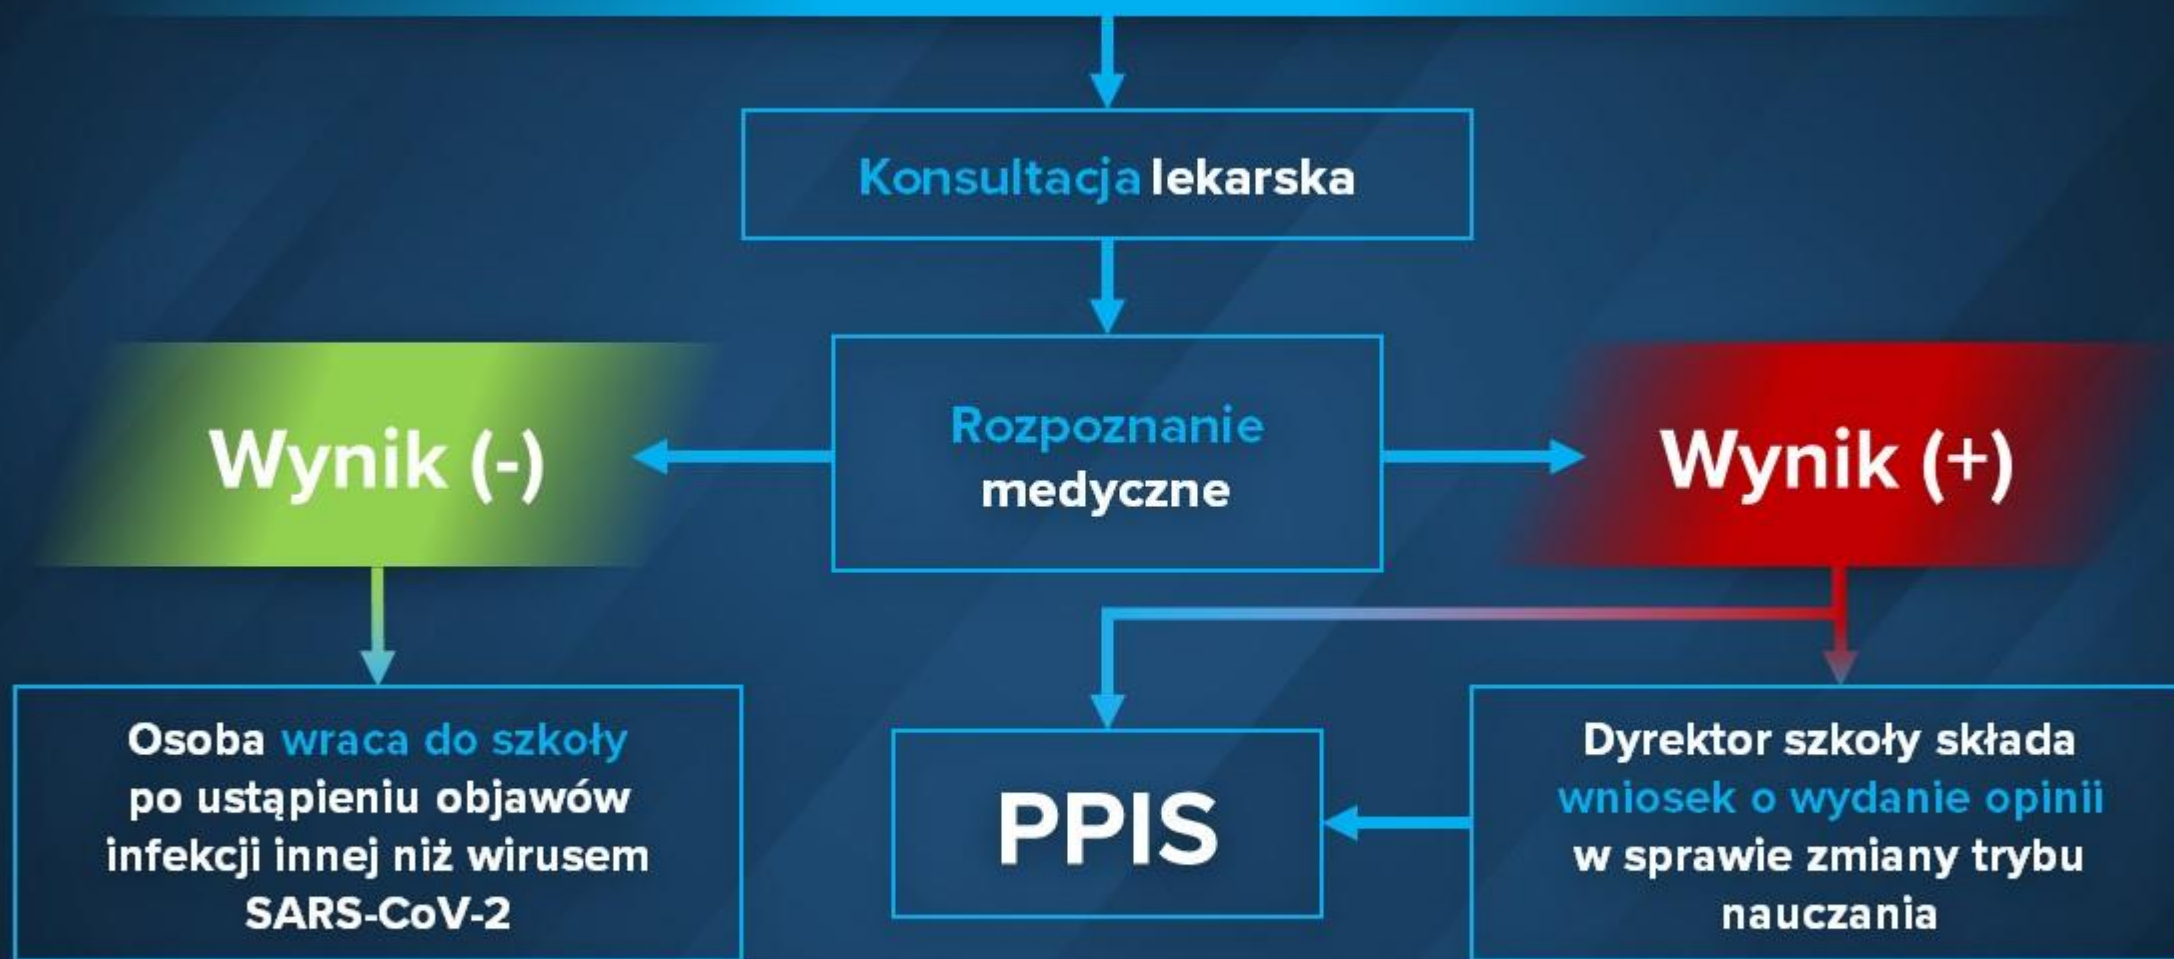 Konsultacja lekarska
Rozpoznanie
medyczne
Wynik (-)
Wynik (+)
Osoba wraca do szkoły
po ustąpieniu objawów
infekcji innej niż wirusem
SARS-CoV-2
PPIS
Dyrektor szkoły składa
wniosek o wydanie opinii
w sprawie zmiany trybu
nauczania